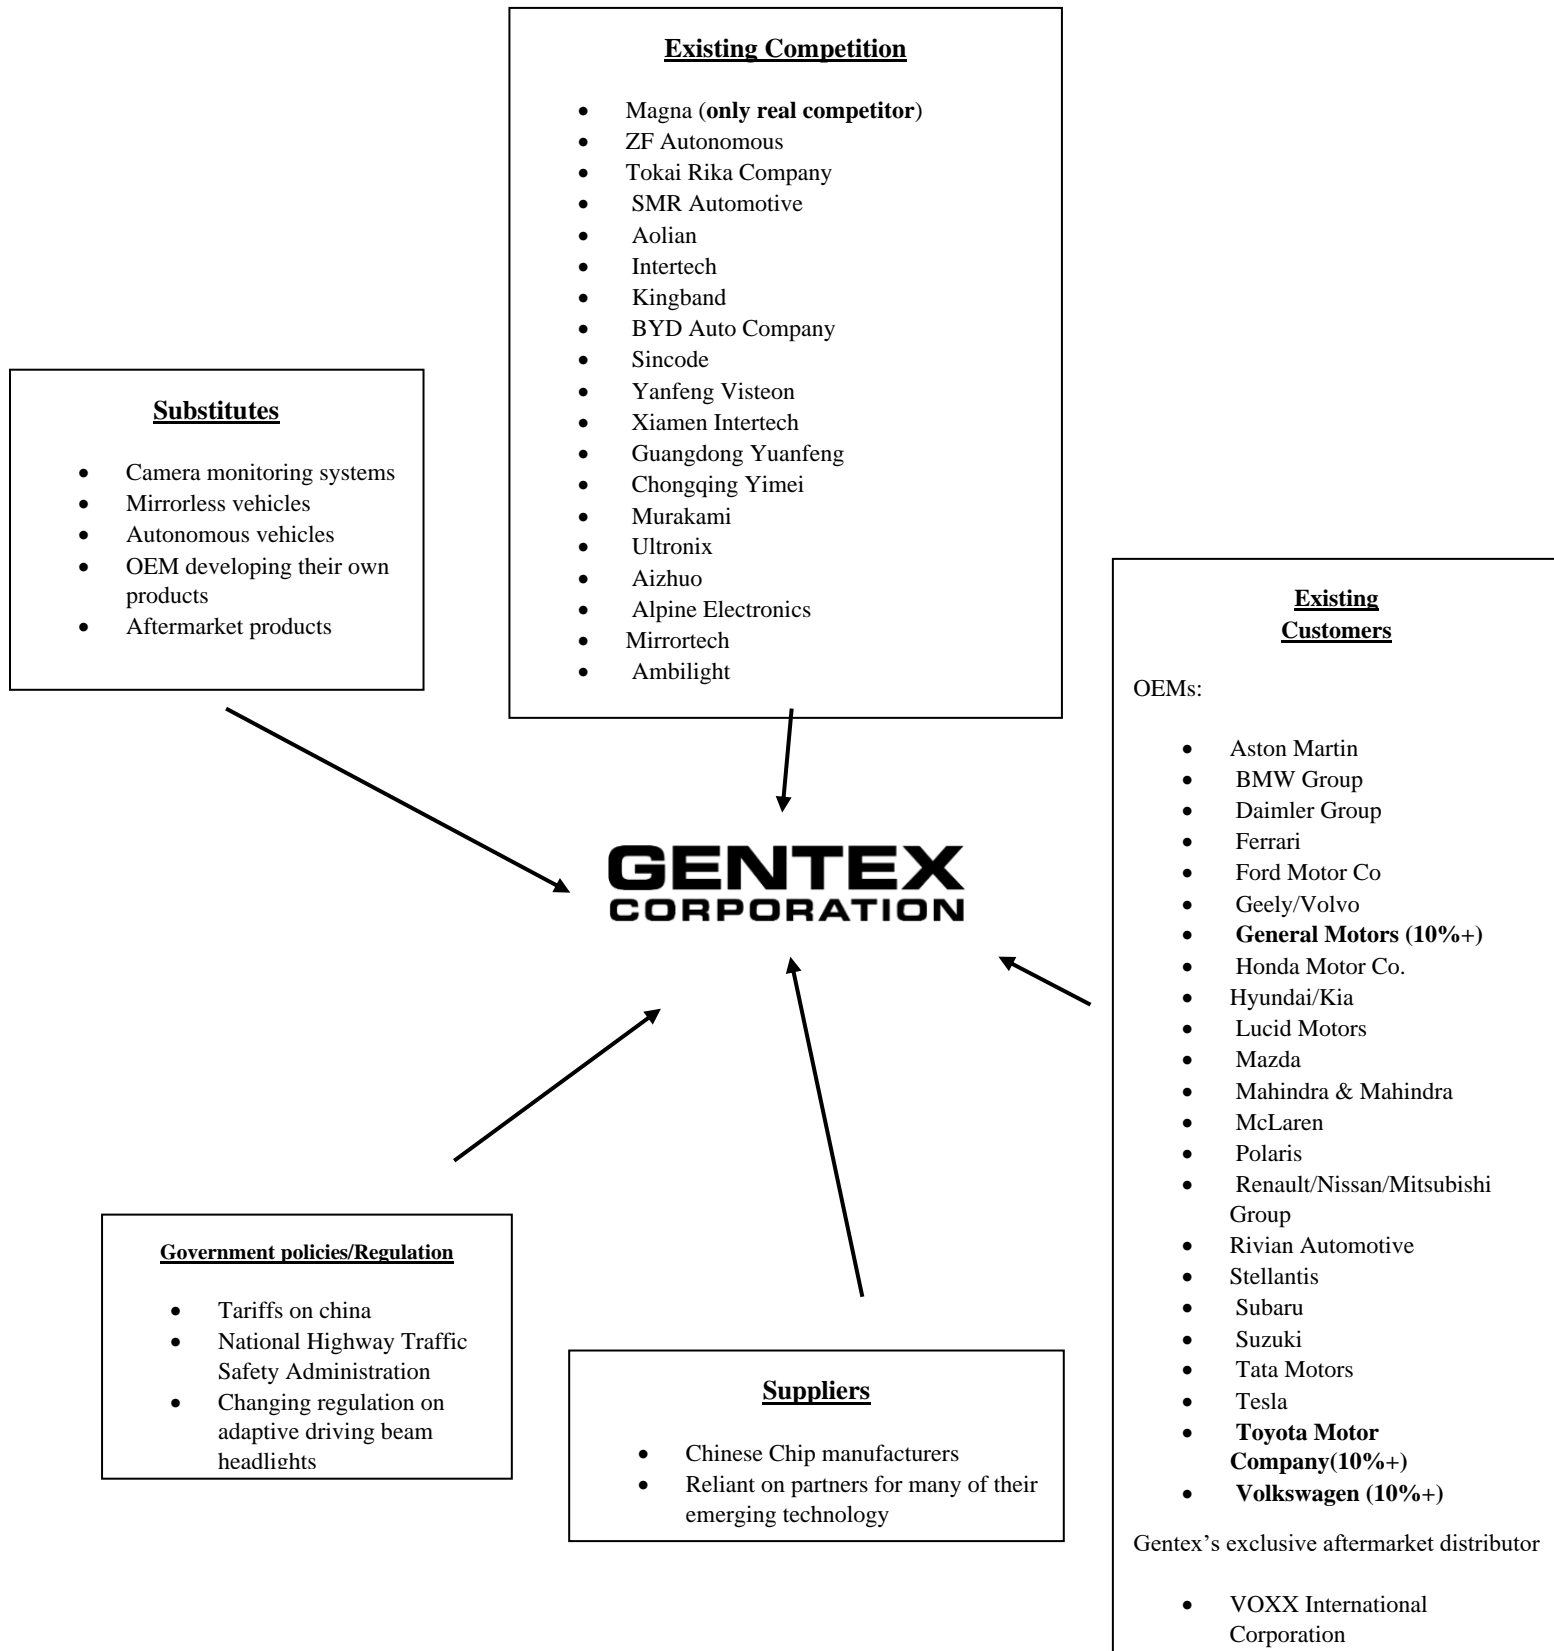 Existing Competition
• Magna (only real competitor)
• ZF Autonomous
• Tokai Rika Company
• SMR Automotive
• Aolian
• Intertech
• Kingband
• BYD Auto Company
• Sincode
• Yanfeng Visteon
• Xiamen Intertech
• Guangdong Yuanfeng
• Chongqing Yimei
• Murakami
• Ultronix
• Aizhuo
• Alpine Electronics
• Mirrortech
• Ambilight
Substitutes
• Camera monitoring systems
• Mirrorless vehicles
• Autonomous vehicles
• OEM developing their own
products
• Aftermarket products
Existing
Customers
OEMs:
• Aston Martin
• BMW Group
• Daimler Group
• Ferrari
• Ford Motor Co
• Geely/Volvo
• General Motors (10%+)
• Honda Motor Co.
• Hyundai/Kia
• Lucid Motors
• Mazda
• Mahindra & Mahindra
• McLaren
• Polaris
• Renault/Nissan/Mitsubishi
Group
• Rivian Automotive
• Stellantis
• Subaru
• Suzuki
• Tata Motors
• Tesla
• Toyota Motor
Company(10%+)
• Volkswagen (10%+)
Gentex’s exclusive aftermarket distributor
• VOXX International
Corporation
GENTEX
CORPORATION
Government policies/Regulation
• Tariffs on china
• National Highway Traffic
Safety Administration
• Changing regulation on
adaptive driving beam
headlights
Suppliers
• Chinese Chip manufacturers
• Reliant on partners for many of their
emerging technology